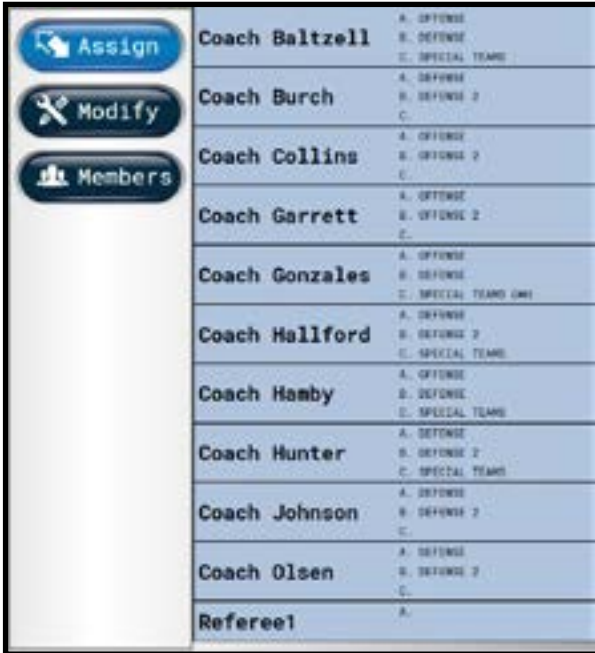 Assign
Modify
Members
Coach Baltzell
A. OFFENSE
B. DEFENSE
C. SPECIAL TEAMS
Coach Burch
A. DEFENSE
B. DEFENSE 2
C.
Coach Collins
A. OFFENSE
B. OFFENSE 2
C.
Coach Garrett
A. OFFENSE
B. OFFENSE 2
C.
Coach Gonzales
A. OFFENSE
B. DEFENSE
C. SPECIAL TEAMS
Coach Hallford
A. DEFENSE
B. DEFENSE 2
C. SPECIAL TEAMS
Coach Hamby
A. OFFENSE
B. DEFENSE
C. SPECIAL TEAMS
Coach Hunter
A. DEFENSE
B. DEFENSE 2
C. SPECIAL TEAMS
Coach Johnson
A. DEFENSE
B. DEFENSE 2
C.
Coach Olsen
A. DEFENSE
B. DEFENSE 2
C.
Referee1
A.